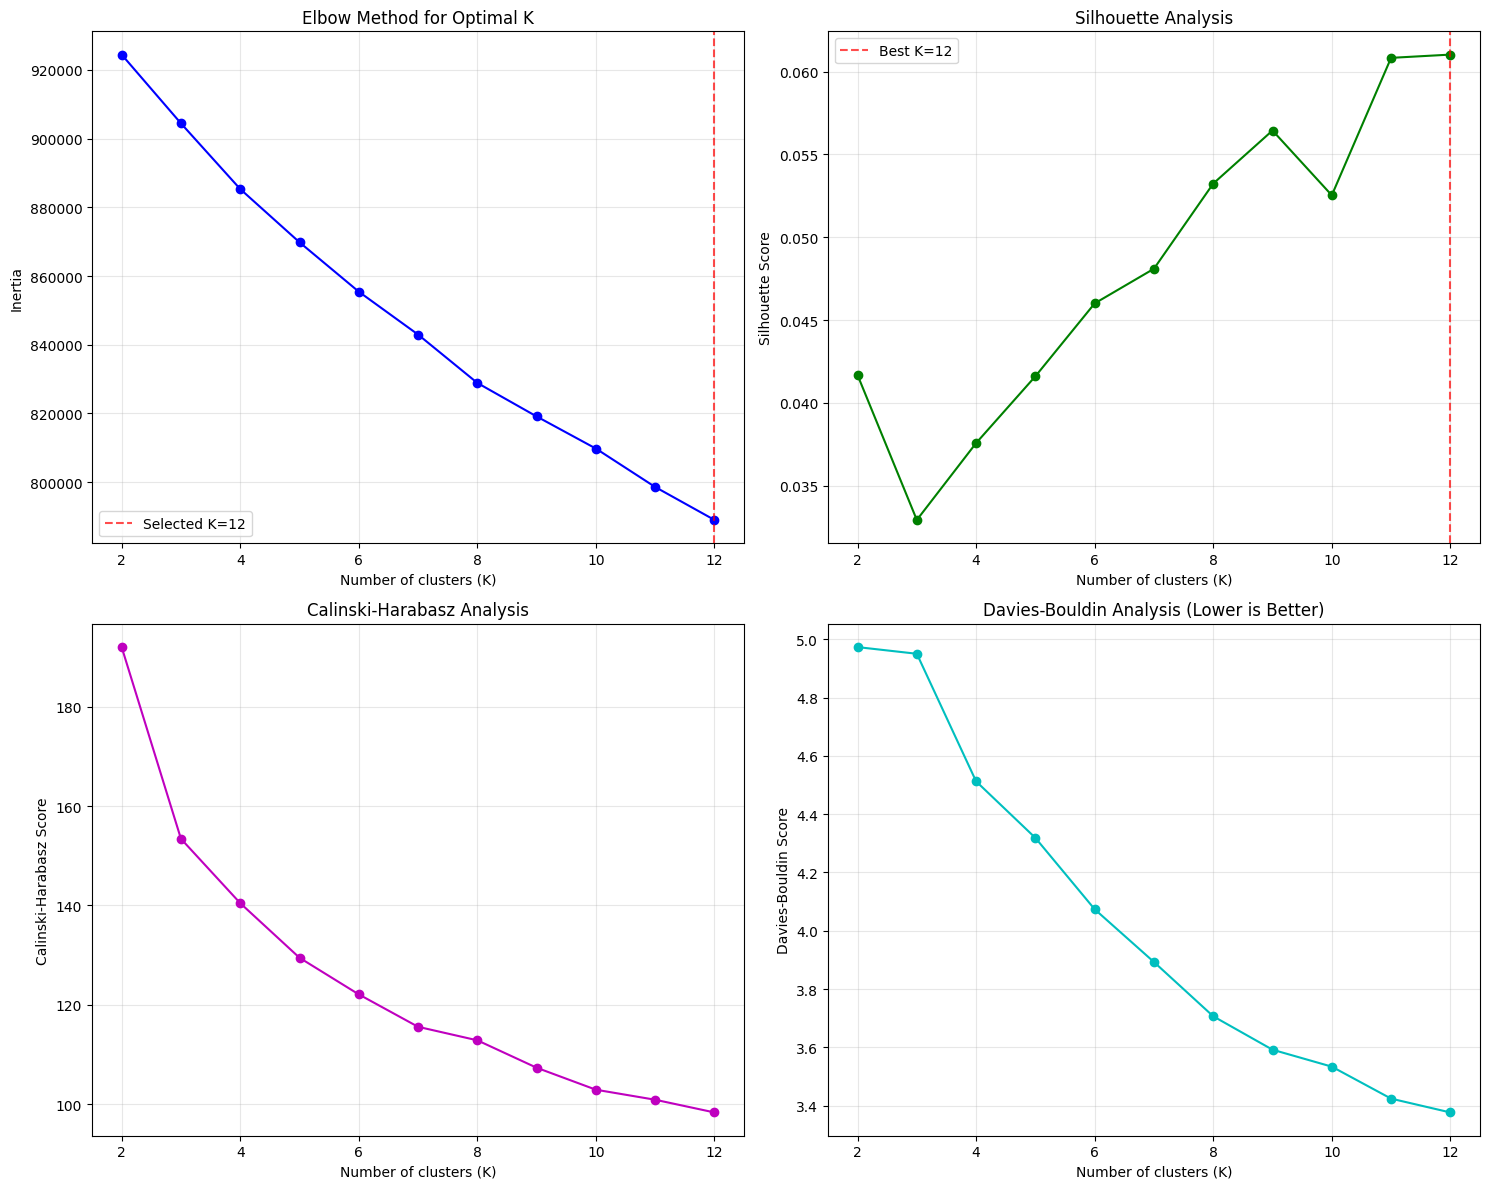 Elbow Method for Optimal K
920000
900000
880000
860000
840000
820000
800000
Inertia
Selected K=12
2 4 6 8 10 12
Number of clusters (K)
Silhouette Analysis
Best K=12
0.060
0.055
0.050
0.045
0.040
0.035
Silhouette Score
2 4 6 8 10 12
Number of clusters (K)
Calinski-Harabasz Analysis
180
160
140
120
100
Calinski-Harabasz Score
2 4 6 8 10 12
Number of clusters (K)
Davies-Bouldin Analysis (Lower is Better)
5.0
4.8
4.6
4.4
4.2
4.0
3.8
3.6
3.4
Davies-Bouldin Score
2 4 6 8 10 12
Number of clusters (K)